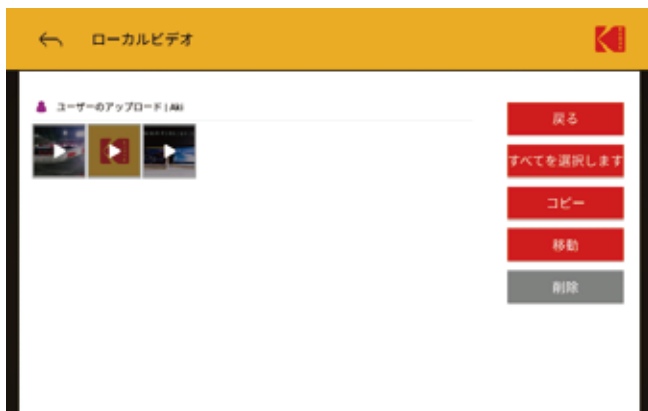 ローカルビデオ
ユーザーのアップロード | Aki
戻る
すべてを選択します
コピー
移動
削除